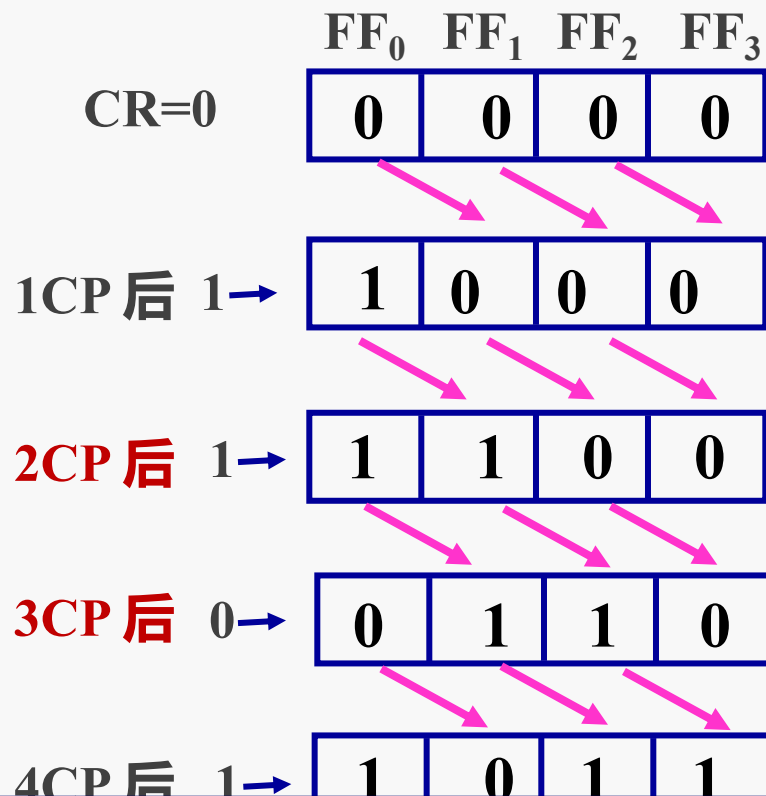 FF₀ FF₁ FF₂ FF₃
CR=0 0 0 0 0
1CP 后 1 1 0 0 0
2CP 后 1 1 1 0 0
3CP 后 0 0 1 1 0
4CP 后 1 1 0 1 1